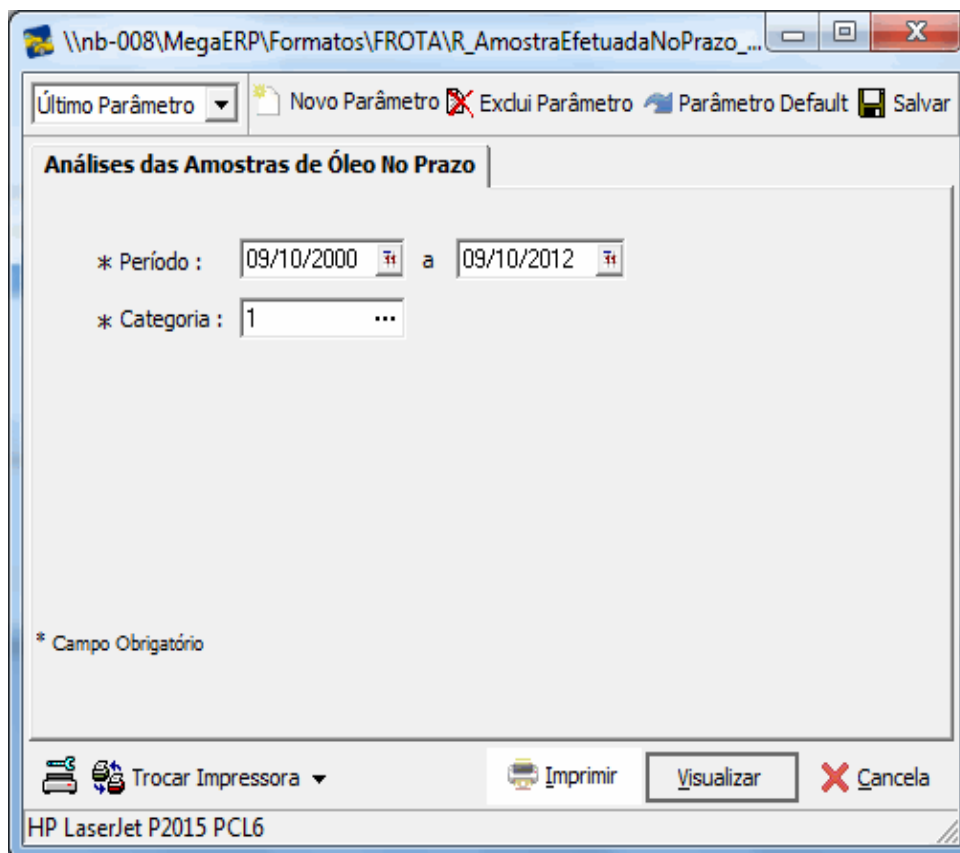 \\nb-008\MegaERP\Formatos\FROTA\R_AmostraEfetuadaNoPrazo_...
Último Parâmetro Novo Parâmetro Exclui Parâmetro Parâmetro Default Salvar
Análises das Amostras de Óleo No Prazo
* Período : 09/10/2000 a 09/10/2012
* Categoria : 1 ...
* Campo Obrigatório
Trocar Impressora Imprimir Visualizar Cancela
HP LaserJet P2015 PCL6